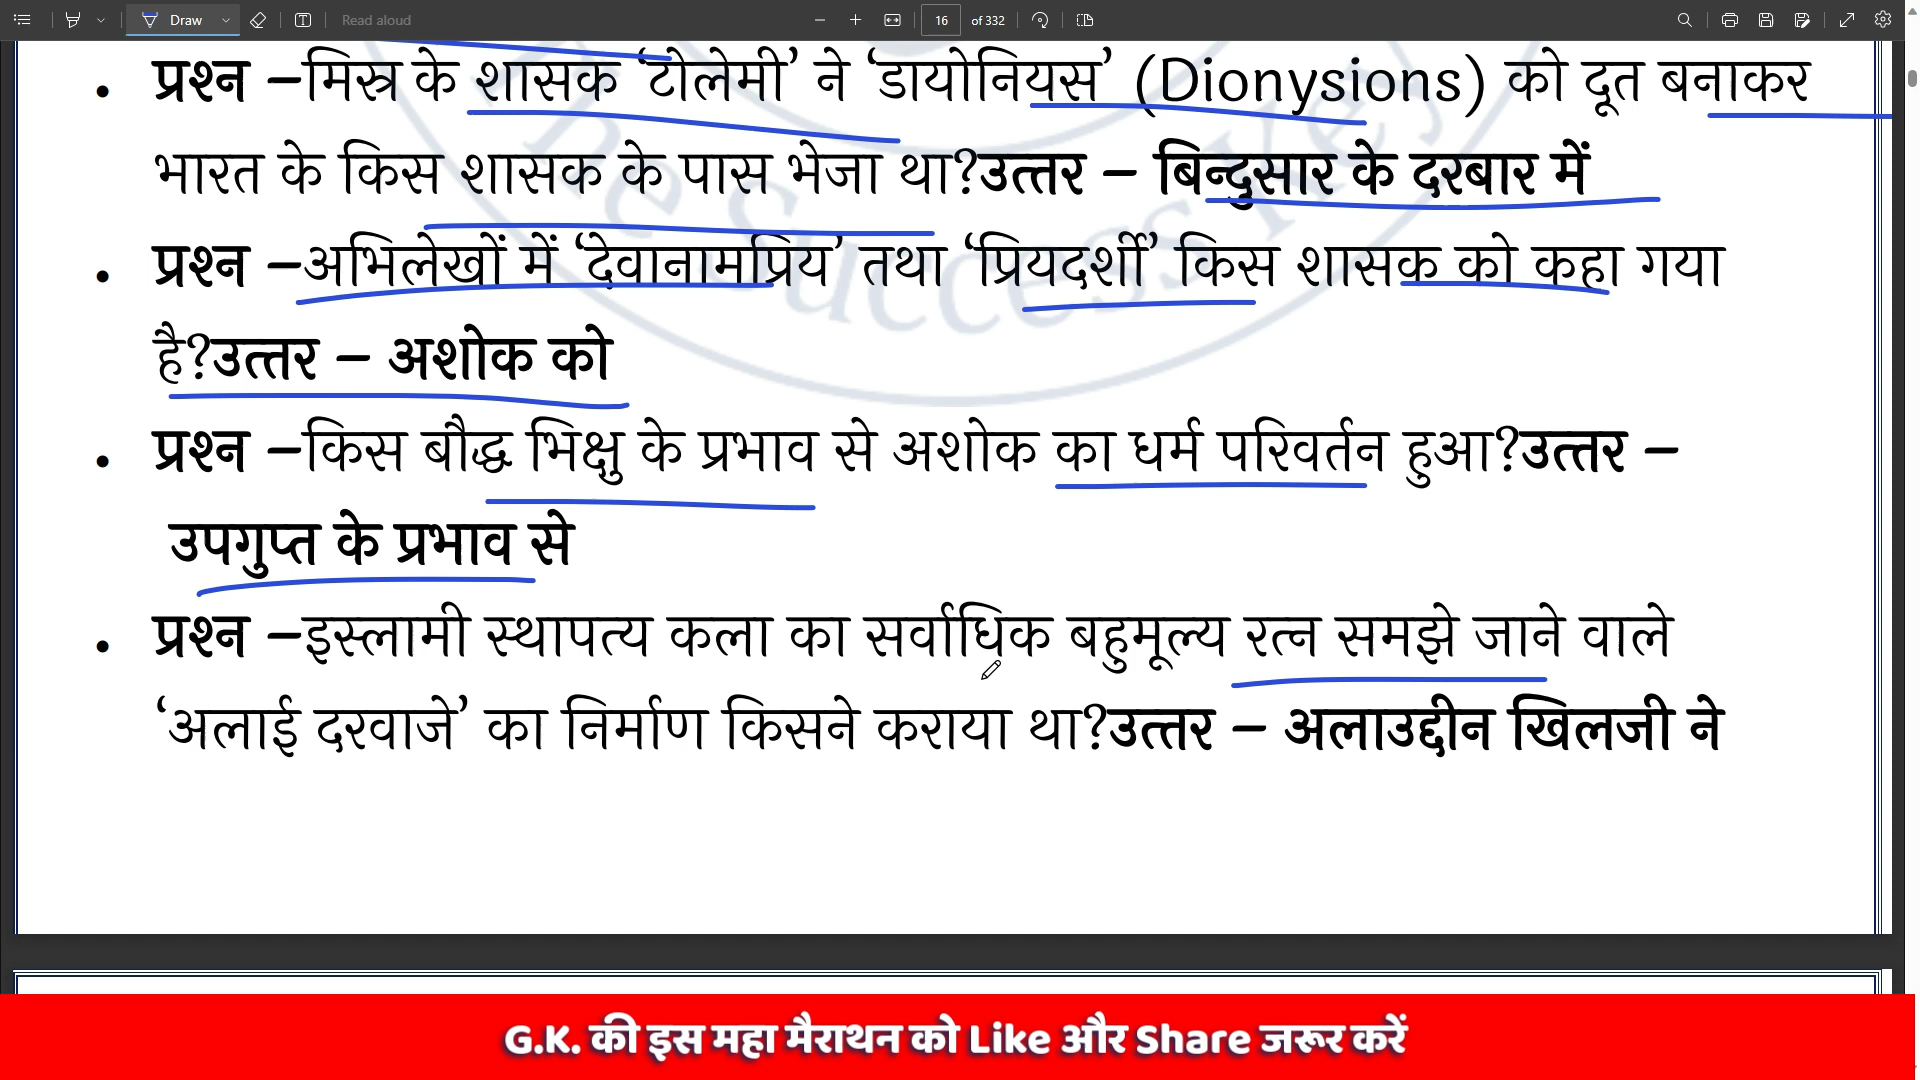 Draw
Read aloud
16 of 332
• प्रश्न –मिस्र के शासक ‘टोलेमी’ ने ‘डायोनियस’ (Dionysions) को दूत बनाकर
भारत के किस शासक के पास भेजा था?उत्तर – बिन्दुसार के दरबार में
• प्रश्न –अभिलेखों में ‘देवानामप्रिय’ तथा ‘प्रियदर्शी’ किस शासक को कहा गया
है?उत्तर – अशोक को
• प्रश्न –किस बौद्ध भिक्षु के प्रभाव से अशोक का धर्म परिवर्तन हुआ?उत्तर –
उपगुप्त के प्रभाव से
• प्रश्न –इस्लामी स्थापत्य कला का सर्वाधिक बहुमूल्य रत्न समझे जाने वाले
‘अलाई दरवाजे’ का निर्माण किसने कराया था?उत्तर – अलाउद्दीन खिलजी ने
he Success Key
G.K. की इस महा मैराथन को Like और Share जरूर करें